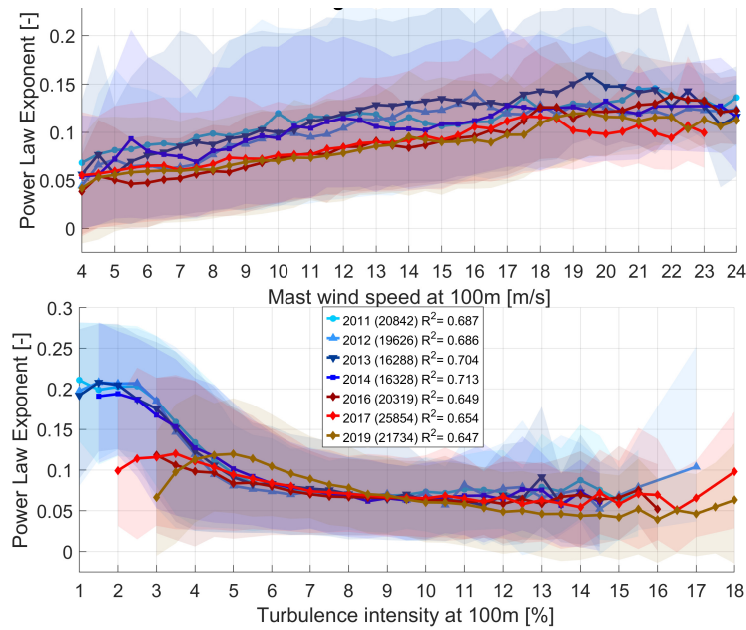 Power Law Exponent [-]
0.2
0.15
0.1
0.05
0
4 5 6 7 8 9 10 11 12 13 14 15 16 17 18 19 20 21 22 23 24
Mast wind speed at 100m [m/s]
Power Law Exponent [-]
0.3
0.25
0.2
0.15
0.1
0.05
0
2011 (20842) R²= 0.687
2012 (19626) R²= 0.686
2013 (16288) R²= 0.704
2014 (16328) R²= 0.713
2016 (20319) R²= 0.649
2017 (25854) R²= 0.654
2019 (21734) R²= 0.647
1 2 3 4 5 6 7 8 9 10 11 12 13 14 15 16 17 18
Turbulence intensity at 100m [%]